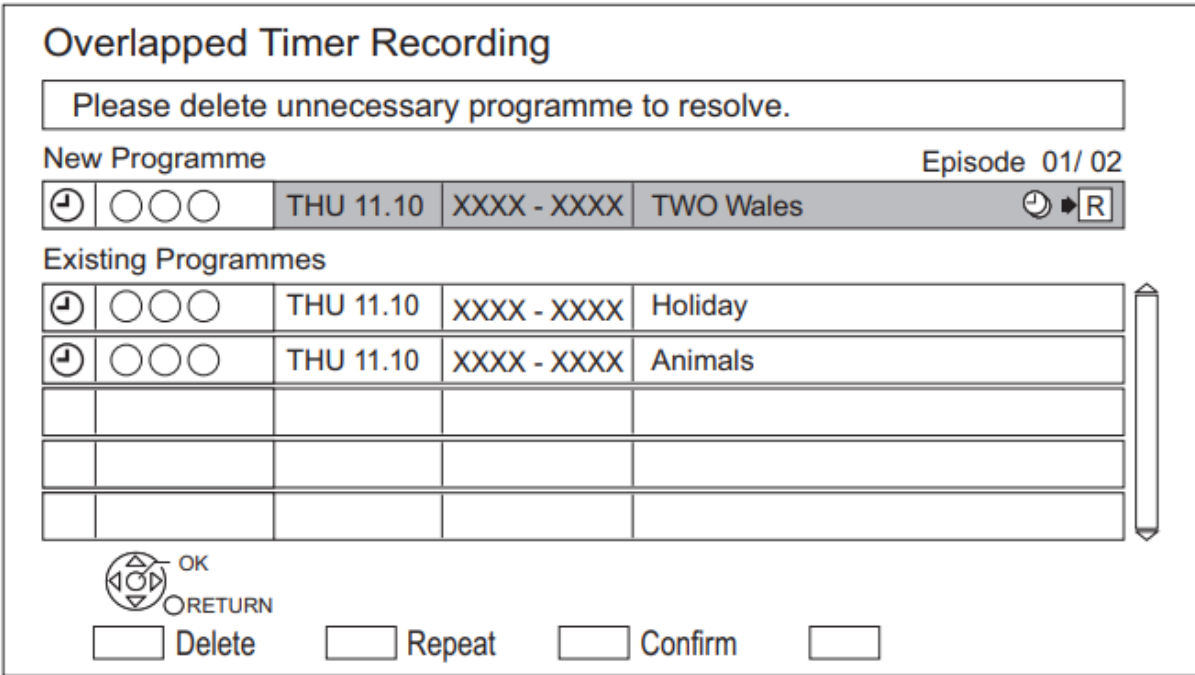 Overlapped Timer Recording
Please delete unnecessary programme to resolve.
New Programme Episode 01/ 02
THU 11.10 XXXX - XXXX TWO Wales R
Existing Programmes
THU 11.10 XXXX - XXXX Holiday
THU 11.10 XXXX - XXXX Animals
OK
RETURN
Delete Repeat Confirm